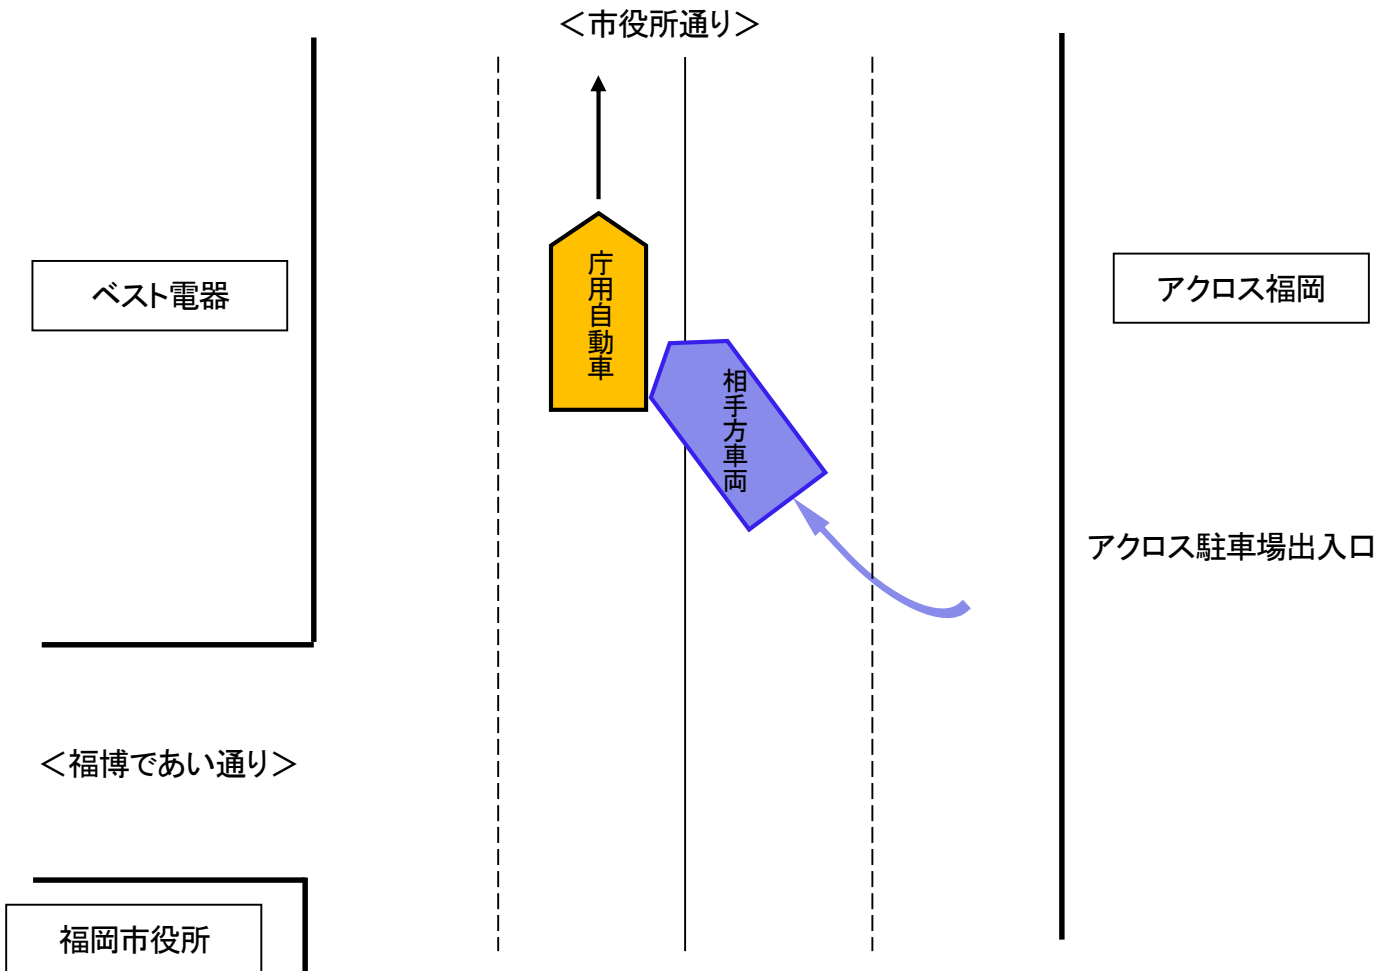 ＜市役所通り＞
庁用自動車
ベスト電器
アクロス福岡
相手方車両
アクロス駐車場出入口
＜福博であい通り＞
福岡市役所